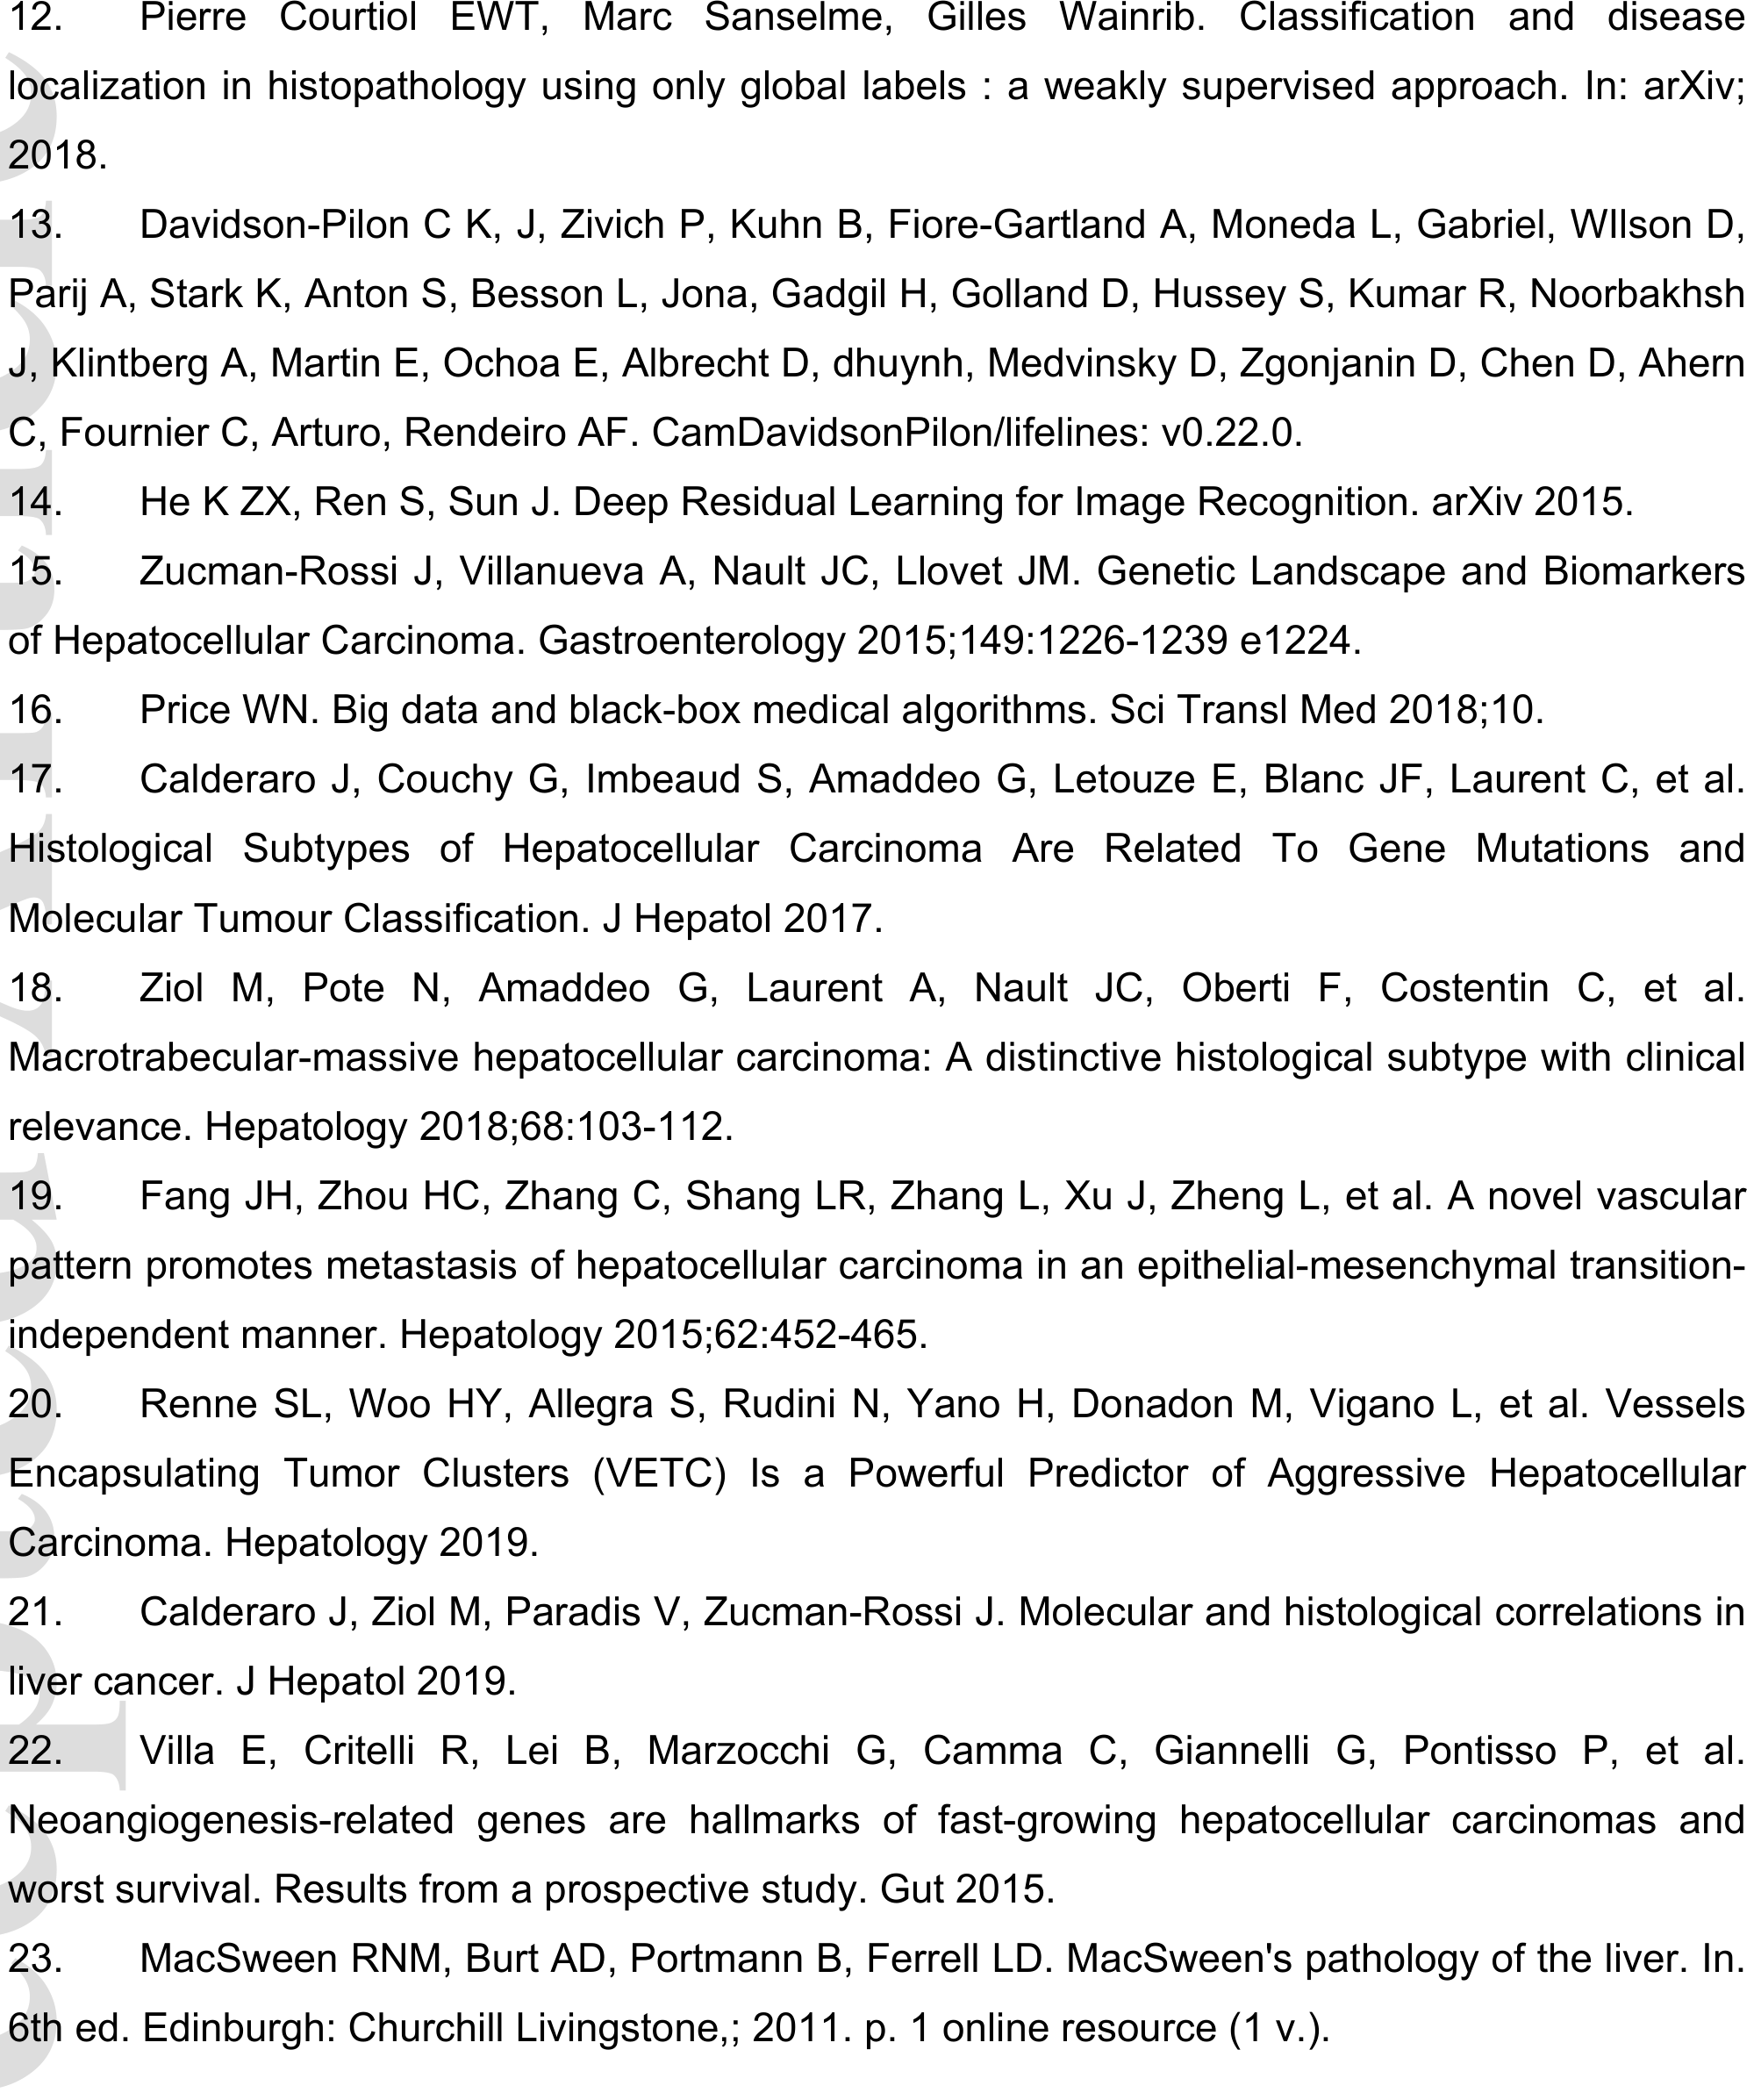 12. Pierre Courtiol EWT, Marc Sanselme, Gilles Wainrib. Classification and disease
localization in histopathology using only global labels : a weakly supervised approach. In: arXiv;
2018.
13. Davidson-Pilon C K, J, Zivich P, Kuhn B, Fiore-Gartland A, Moneda L, Gabriel, WIlson D,
Parij A, Stark K, Anton S, Besson L, Jona, Gadgil H, Golland D, Hussey S, Kumar R, Noorbakhsh
J, Klintberg A, Martin E, Ochoa E, Albrecht D, dhuynh, Medvinsky D, Zgonjanin D, Chen D, Ahern
C, Fournier C, Arturo, Rendeiro AF. CamDavidsonPilon/lifelines: v0.22.0.
14. He K ZX, Ren S, Sun J. Deep Residual Learning for Image Recognition. arXiv 2015.
15. Zucman-Rossi J, Villanueva A, Nault JC, Llovet JM. Genetic Landscape and Biomarkers
of Hepatocellular Carcinoma. Gastroenterology 2015;149:1226-1239 e1224.
16. Price WN. Big data and black-box medical algorithms. Sci Transl Med 2018;10.
17. Calderaro J, Couchy G, Imbeaud S, Amaddeo G, Letouze E, Blanc JF, Laurent C, et al.
Histological Subtypes of Hepatocellular Carcinoma Are Related To Gene Mutations and
Molecular Tumour Classification. J Hepatol 2017.
18. Ziol M, Pote N, Amaddeo G, Laurent A, Nault JC, Oberti F, Costentin C, et al.
Macrotrabecular-massive hepatocellular carcinoma: A distinctive histological subtype with clinical
relevance. Hepatology 2018;68:103-112.
19. Fang JH, Zhou HC, Zhang C, Shang LR, Zhang L, Xu J, Zheng L, et al. A novel vascular
pattern promotes metastasis of hepatocellular carcinoma in an epithelial-mesenchymal transition-
independent manner. Hepatology 2015;62:452-465.
20. Renne SL, Woo HY, Allegra S, Rudini N, Yano H, Donadon M, Vigano L, et al. Vessels
Encapsulating Tumor Clusters (VETC) Is a Powerful Predictor of Aggressive Hepatocellular
Carcinoma. Hepatology 2019.
21. Calderaro J, Ziol M, Paradis V, Zucman-Rossi J. Molecular and histological correlations in
liver cancer. J Hepatol 2019.
22. Villa E, Critelli R, Lei B, Marzocchi G, Camma C, Giannelli G, Pontisso P, et al.
Neoangiogenesis-related genes are hallmarks of fast-growing hepatocellular carcinomas and
worst survival. Results from a prospective study. Gut 2015.
23. MacSween RNM, Burt AD, Portmann B, Ferrell LD. MacSween's pathology of the liver. In.
6th ed. Edinburgh: Churchill Livingstone,; 2011. p. 1 online resource (1 v.).